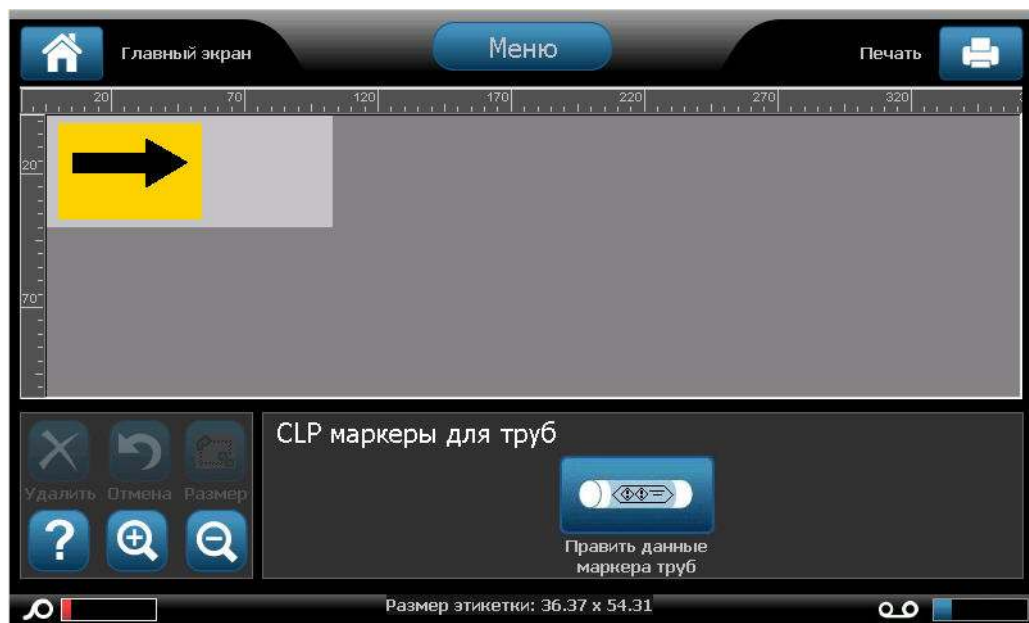 Главный экран
Меню
Печать
20 70 120 170 220 270 320
20
70
CLP маркеры для труб
Удалить Отмена Размер
?
Править данные
маркера труб
Размер этикетки: 36.37 x 54.31